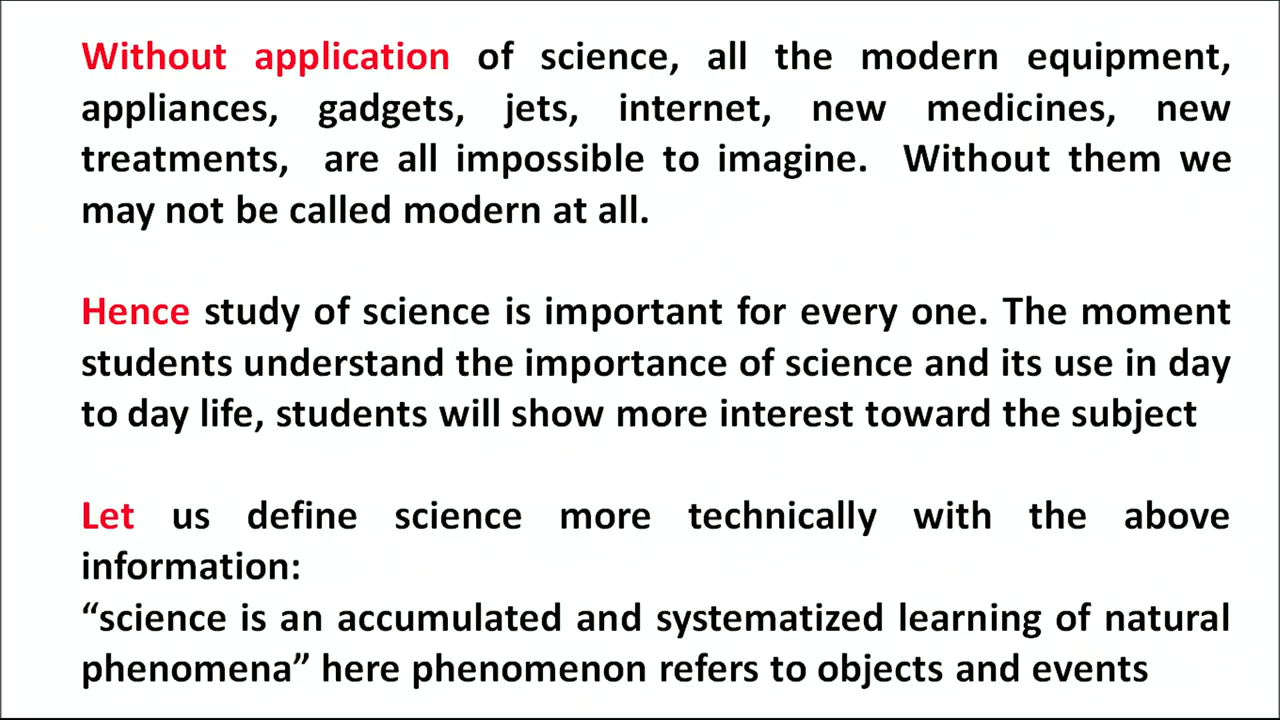 Without application of science, all the modern equipment,
appliances, gadgets, jets, internet, new medicines, new
treatments, are all impossible to imagine. Without them we
may not be called modern at all.
Hence study of science is important for every one. The moment
students understand the importance of science and its use in day
to day life, students will show more interest toward the subject
Let us define science more technically with the above
information:
“science is an accumulated and systematized learning of natural
phenomena” here phenomenon refers to objects and events